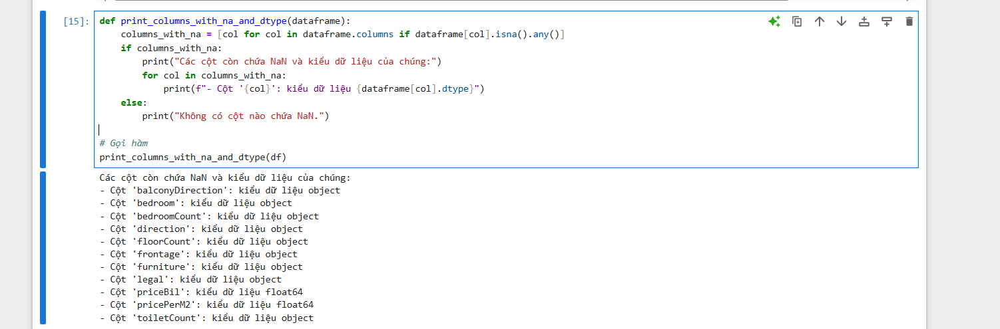 [15]:
def print_columns_with_na_and_dtype(dataframe):
    columns_with_na = [col for col in dataframe.columns if dataframe[col].isna().any()]
    if columns_with_na:
        print("Các cột còn chứa NaN và kiểu dữ liệu của chúng:")
        for col in columns_with_na:
            print(f"- Cột '{col}': kiểu dữ liệu {dataframe[col].dtype}")
    else:
        print("Không có cột nào chứa NaN.")

# Gọi hàm
print_columns_with_na_and_dtype(df)
Các cột còn chứa NaN và kiểu dữ liệu của chúng:
- Cột 'balconyDirection': kiểu dữ liệu object
- Cột 'bedroom': kiểu dữ liệu object
- Cột 'bedroomCount': kiểu dữ liệu object
- Cột 'direction': kiểu dữ liệu object
- Cột 'floorCount': kiểu dữ liệu object
- Cột 'frontage': kiểu dữ liệu object
- Cột 'furniture': kiểu dữ liệu object
- Cột 'legal': kiểu dữ liệu object
- Cột 'priceBil': kiểu dữ liệu float64
- Cột 'pricePerM2': kiểu dữ liệu float64
- Cột 'toiletCount': kiểu dữ liệu object